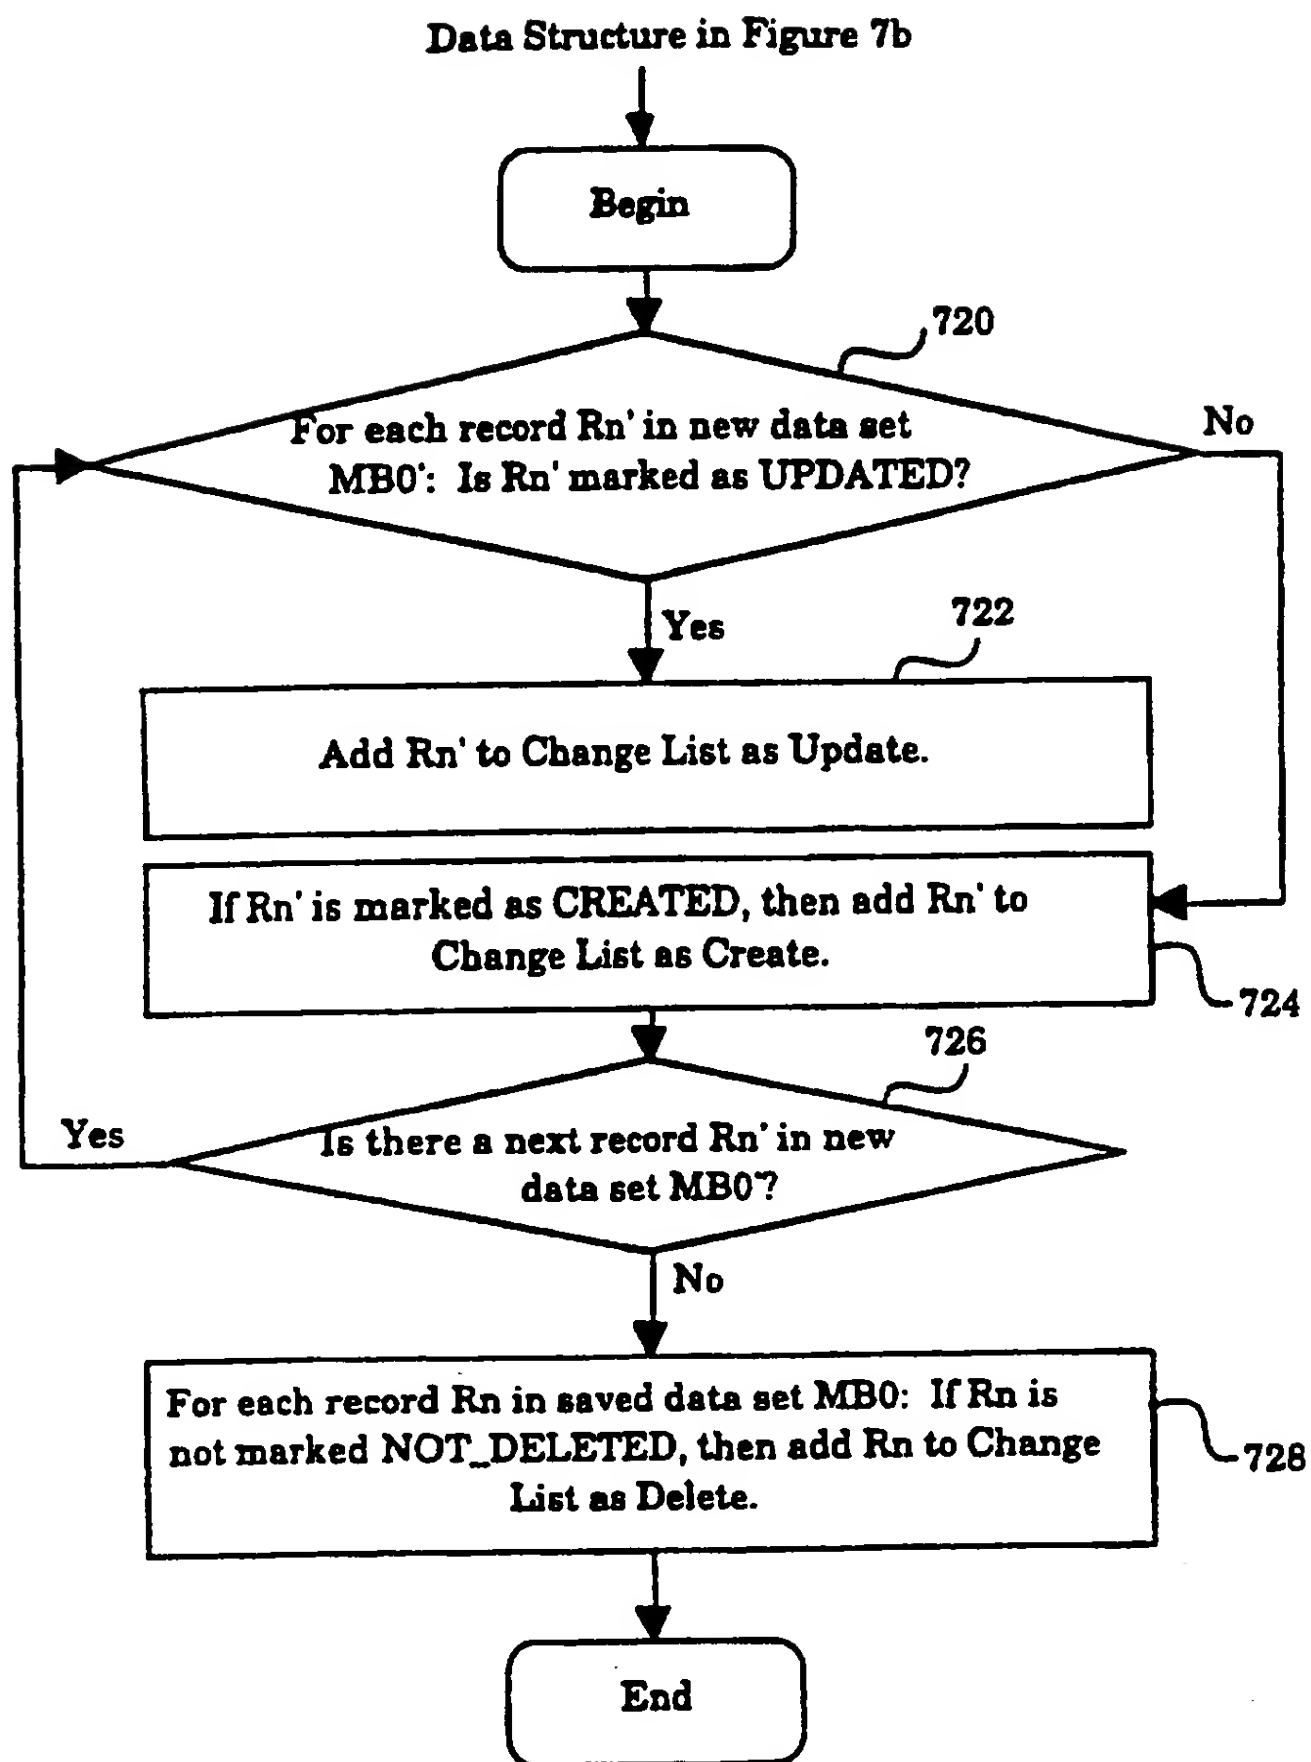 Data Structure in Figure 7b
Begin
720
For each record Rn' in new data set
MB0': Is Rn' marked as UPDATED?
No
Yes
722
Add Rn' to Change List as Update.
If Rn' is marked as CREATED, then add Rn' to
Change List as Create.
724
726
Yes
Is there a next record Rn' in new
data set MB0'?
No
For each record Rn in saved data set MB0: If Rn is
not marked NOT_DELETED, then add Rn to Change
List as Delete.
728
End